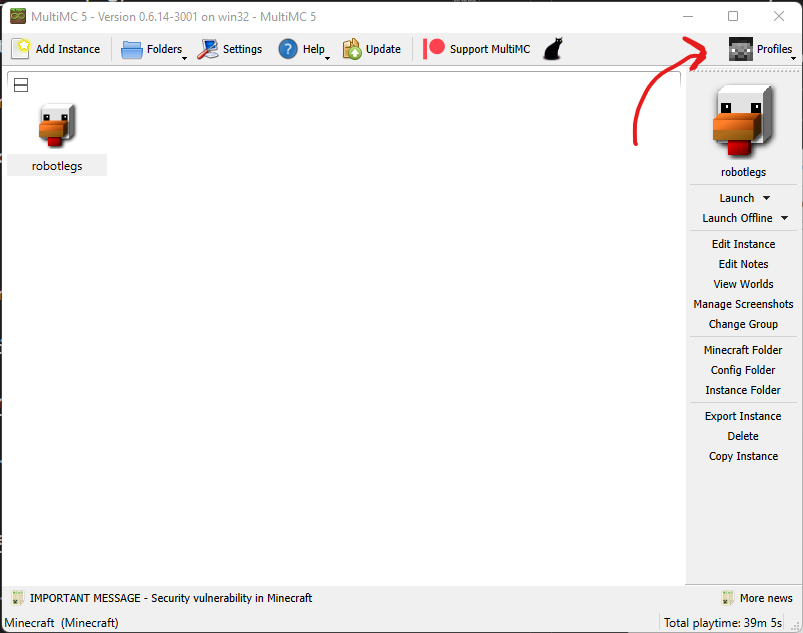 MultiMC 5 - Version 0.6.14-3001 on win32 - MultiMC 5
Add Instance Folders Settings Help Update Support MultiMC Profiles
robotlegs
robotlegs
Launch
Launch Offline
Edit Instance
Edit Notes
View Worlds
Manage Screenshots
Change Group
Minecraft Folder
Config Folder
Instance Folder
Export Instance
Delete
Copy Instance
IMPORTANT MESSAGE - Security vulnerability in Minecraft More news
Minecraft (Minecraft) Total playtime: 39m 5s